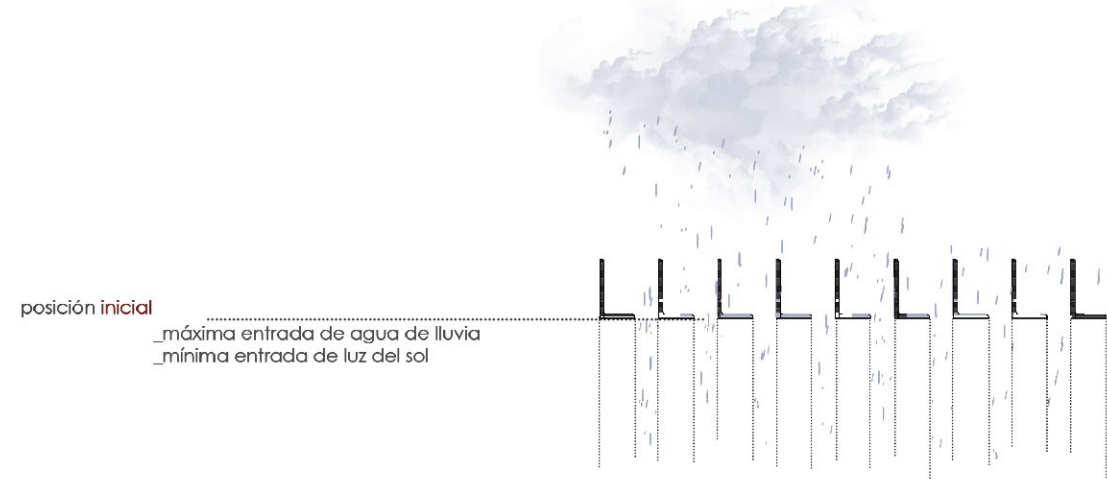 posición inicial
_máxima entrada de agua de lluvia
_mínima entrada de luz del sol